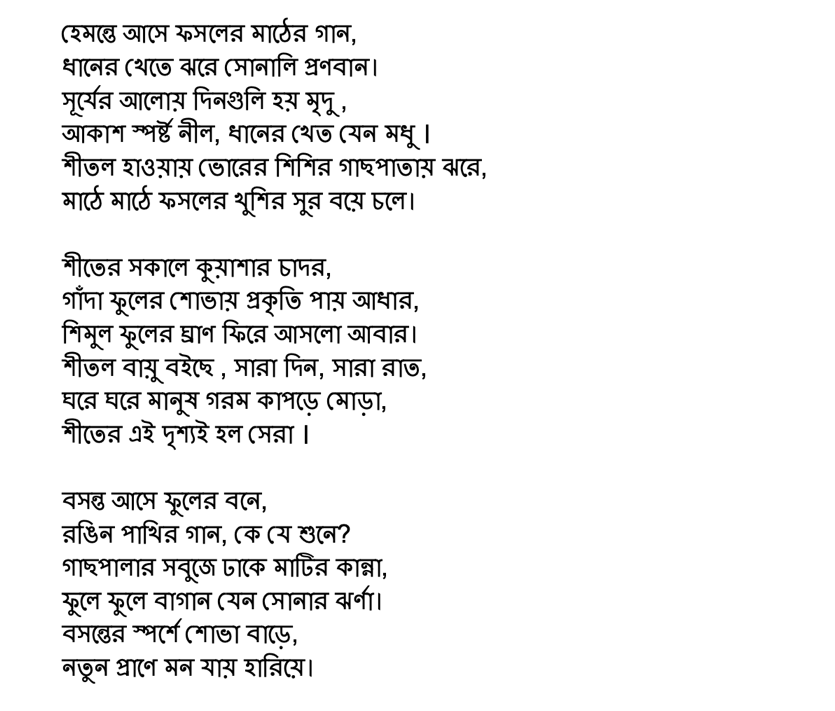 হেমন্তে আসে ফসলের মাঠের গান,
ধানের খেতে ঝরে সোনালি প্রণবান।
সূর্যের আলোয় দিনগুলি হয় মৃদু ,
আকাশ স্পর্ষ্ট নীল, ধানের খেত যেন মধু ।
শীতল হাওয়ায় ভোরের শিশির গাছপাতায় ঝরে,
মাঠে মাঠে ফসলের খুশির সুর বয়ে চলে।
শীতের সকালে কুয়াশার চাদর,
গাঁদা ফুলের শোভায় প্রকৃতি পায় আধার,
শিমুল ফুলের ঘ্রাণ ফিরে আসলো আবার।
শীতল বায়ু বইছে , সারা দিন, সারা রাত,
ঘরে ঘরে মানুষ গরম কাপড়ে মোড়া,
শীতের এই দৃশ্যই হল সেরা ।
বসন্ত আসে ফুলের বনে,
রঙিন পাখির গান, কে যে শুনে?
গাছপালার সবুজে ঢাকে মাটির কান্না,
ফুলে ফুলে বাগান যেন সোনার ঝর্ণা।
বসন্তের স্পর্শে শোভা বাড়ে,
নতুন প্রাণে মন যায় হারিয়ে।